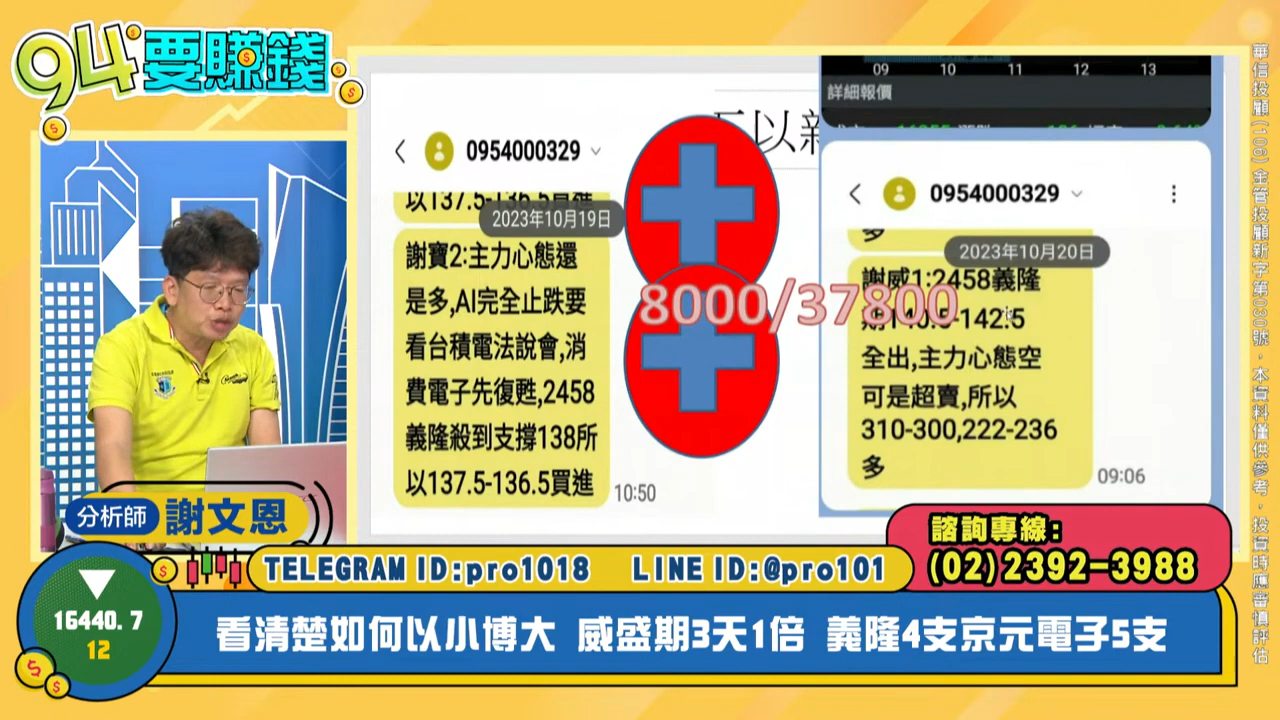 94要賺錢
09 10 11 12 13
詳細報價
以新
0954000329
2023年10月19日
謝寶2:主力心態還
是多,AI完全止跌要
看台積電法說會,消
費電子先復甦,2458
義隆殺到支撐138所
以137.5-136.5買進
10:50
8000/37800
0954000329
多
2023年10月20日
謝威1:2458義隆
142.5
全出,主力心態空
可是超賣,所以
310-300,222-236
多
09:06
華信投顧(106)金管投顧新字第030號,本資料僅供參考,投資時應審慎評估
分析師 謝文恩
諮詢專線:
(02)2392-3988
TELEGRAM ID:pro1018 LINE ID:@pro101
16440.7
12
看清楚如何以小博大 威盛期3天1倍 義隆4支京元電子5支